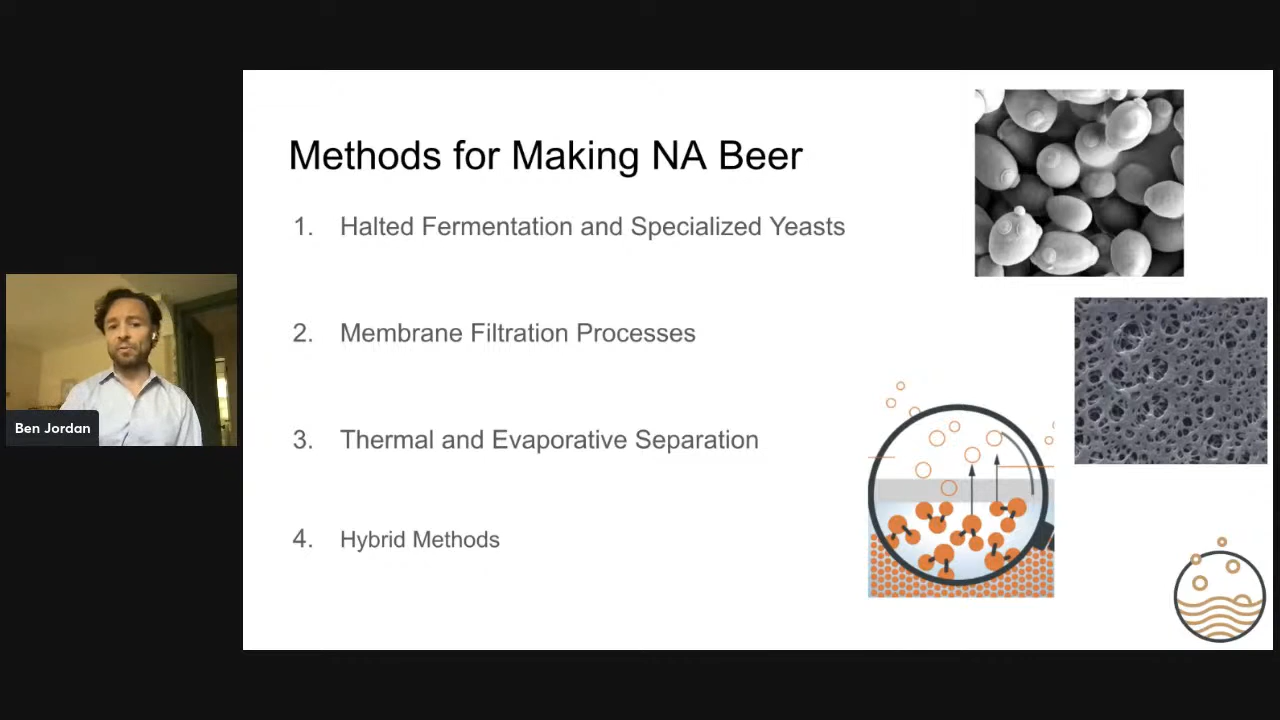 Methods for Making NA Beer
1. Halted Fermentation and Specialized Yeasts
2. Membrane Filtration Processes
3. Thermal and Evaporative Separation
4. Hybrid Methods
Ben Jordan